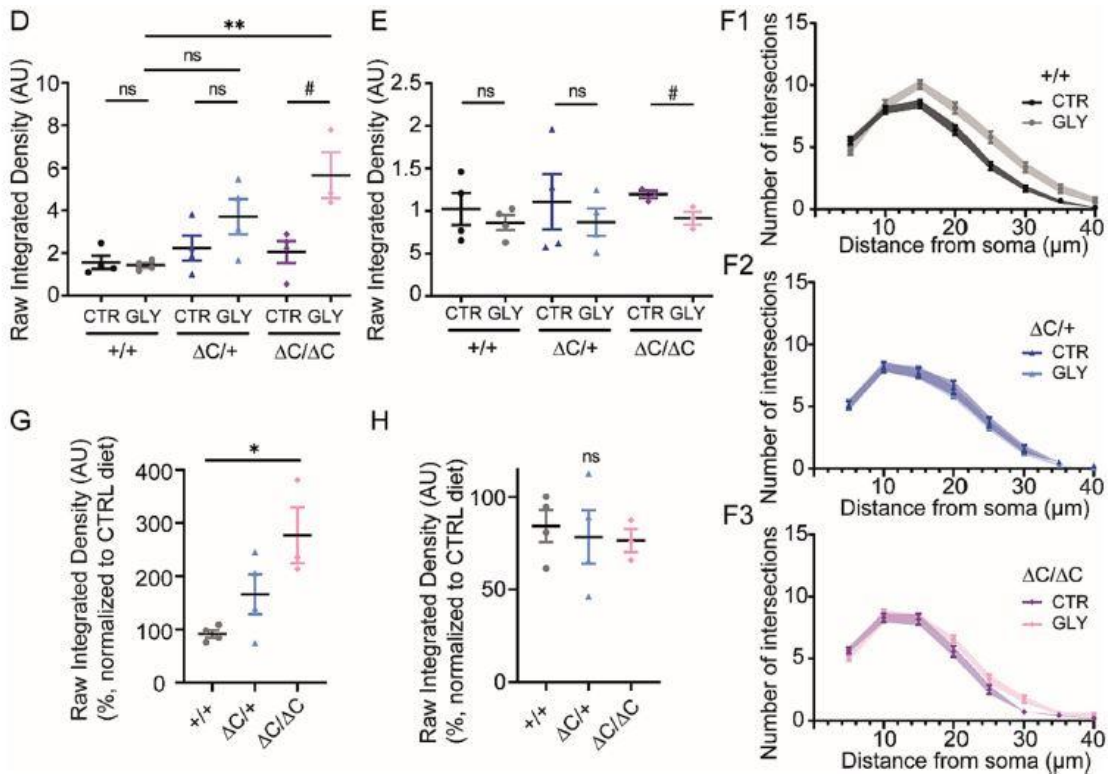 D
**
ns
ns
ns
#
Raw Integrated Density (AU)
10
8
6
4
2
0
CTR GLY CTR GLY CTR GLY
+/+ ΔC/+ ΔC/ΔC
E
ns
ns
#
Raw Integrated Density (AU)
2.5
2
1.5
1
0.5
0
CTR GLY CTR GLY CTR GLY
+/+ ΔC/+ ΔC/ΔC
F1
Number of intersections
15
10
5
0
+/+
CTR
GLY
10 20 30 40
Distance from soma (µm)
F2
Number of intersections
15
10
5
0
ΔC/+
CTR
GLY
10 20 30 40
Distance from soma (µm)
F3
Number of intersections
15
10
5
0
ΔC/ΔC
CTR
GLY
10 20 30 40
Distance from soma (µm)
G
Raw Integrated Density (AU)
(%, normalized to CTRL diet)
*
400
300
200
100
0
+/+ ΔC/+ ΔC/ΔC
H
Raw Integrated Density (AU)
(%, normalized to CTRL diet)
ns
100
50
0
+/+ ΔC/+ ΔC/ΔC